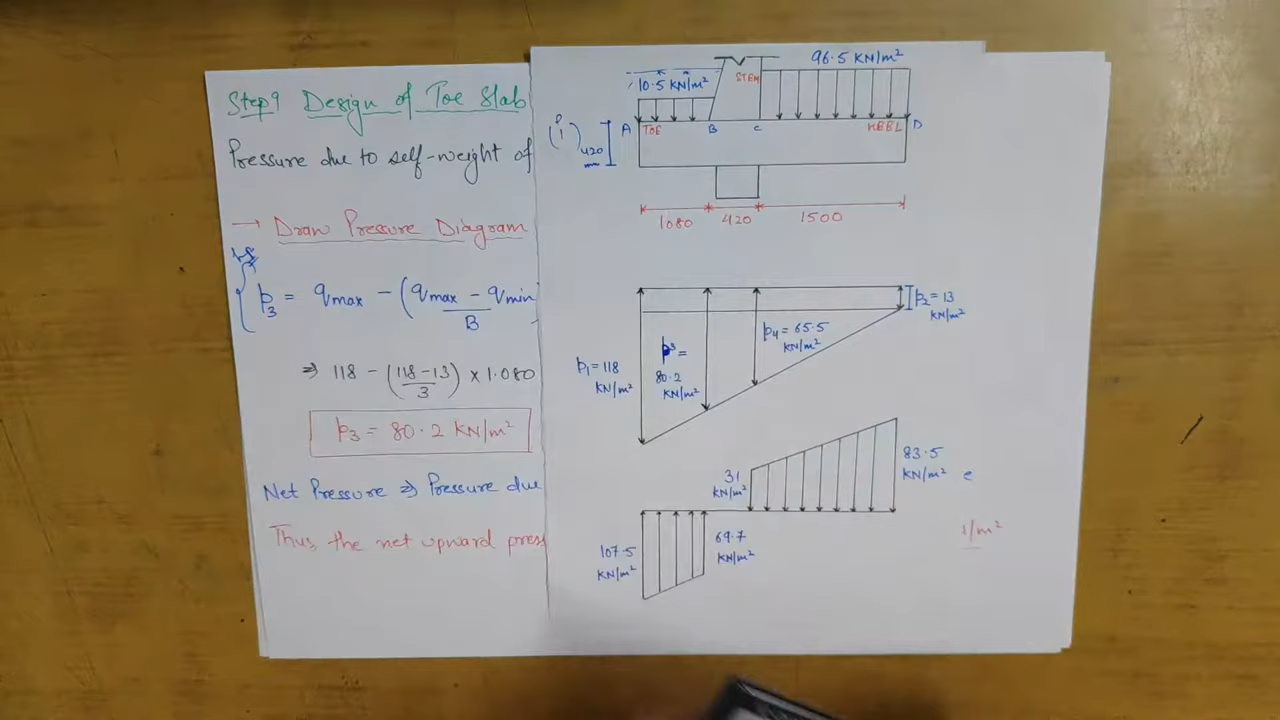 Step 9 Design of Toe Slab
Pressure due to self-weight of
→ Draw Pressure Diagram
p3 = qmax - (qmax - qmin
B
⇒ 118 - (118-13) × 1.080
3
p3 = 80.2 KN/m²
Net Pressure ⇒ Pressure due
Thus, the net upward press
10.5 KN/m²
STEM
96.5 KN/m²
A
TOE
B
C
HEEL
D
420
1080
420
1500
p2 = 13
KN/m²
p4 = 65.5
KN/m²
p3 =
80.2
KN/m²
p1 = 118
KN/m²
31
KN/m²
83.5
KN/m²
e
107.5
KN/m²
69.7
KN/m²
/m²